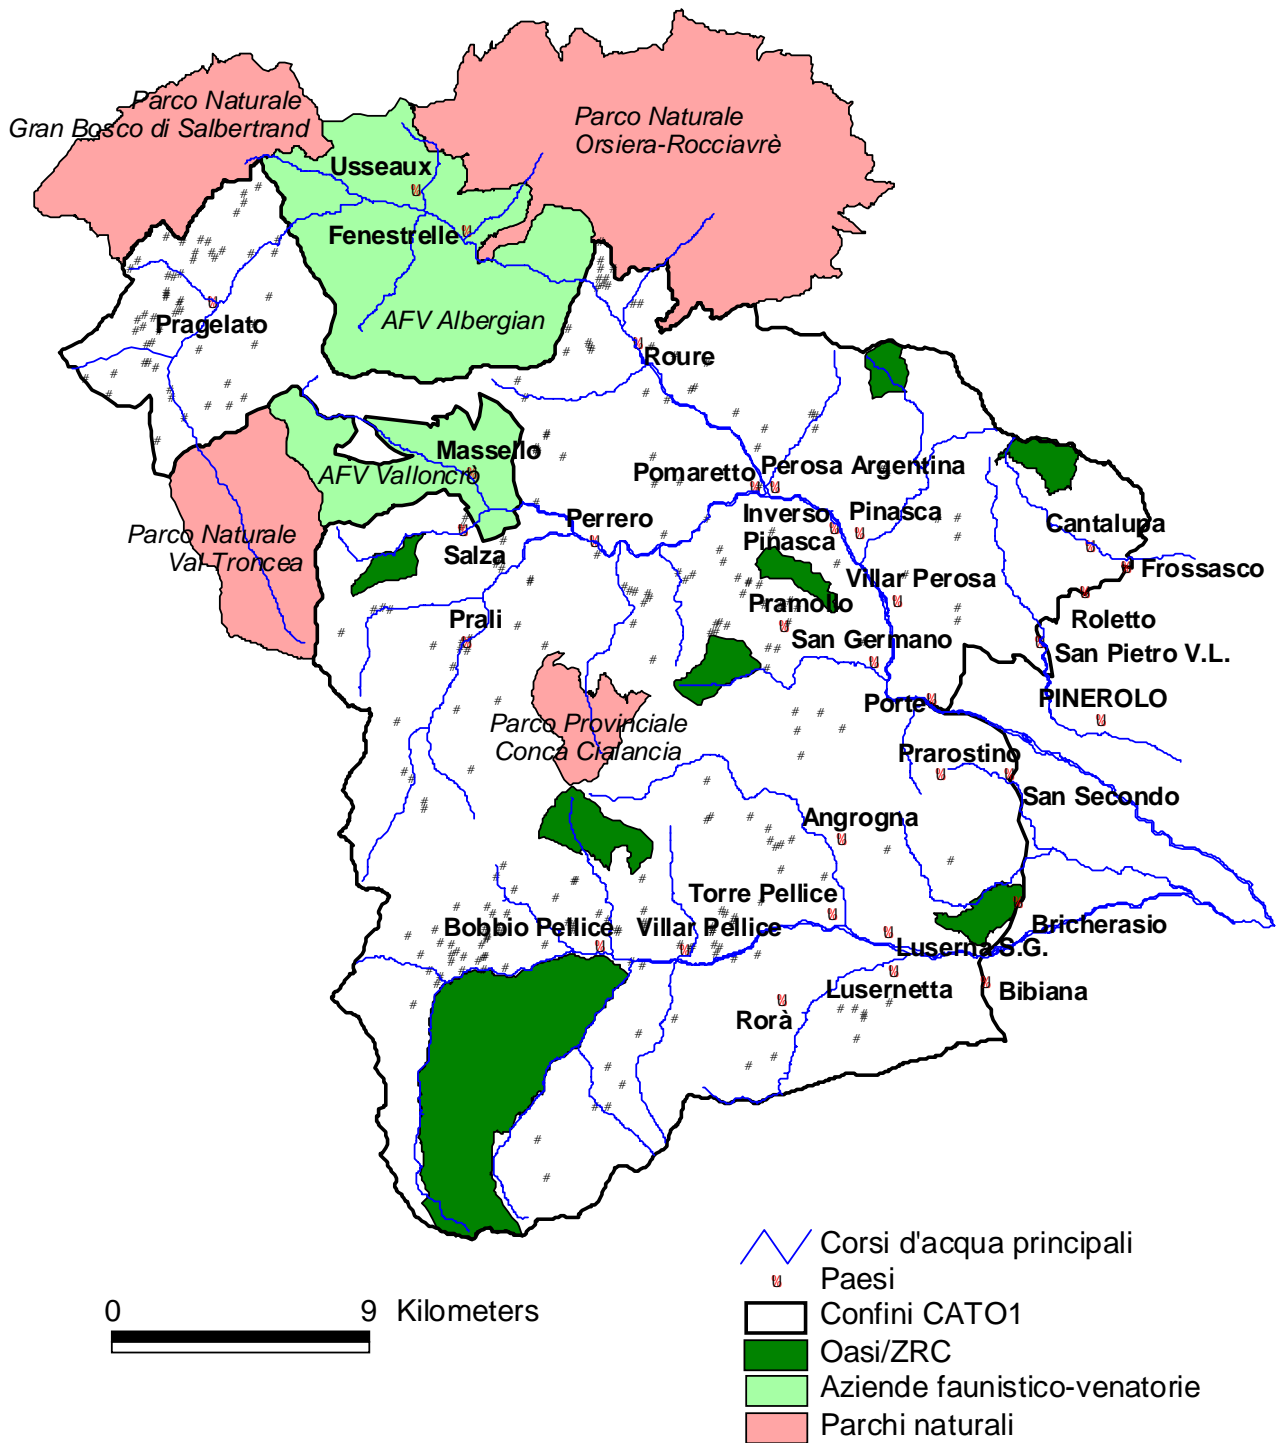 Parco Naturale
Gran Bosco di Salbertrand
Parco Naturale
Orsiera-Rocciavrè
Usseaux
Fenestrelle
AFV Albergian
Pragelato
Roure
Massello
AFV Valloncrò
Pomaretto
Perosa Argentina
Parco Naturale
Val Troncea
Salza
Perrero
Inverso
Pinasca
Pinasca
Cantalupa
Frossasco
Villar Perosa
Pramollo
Roletto
Prali
San Germano
San Pietro V.L.
Porte
PINEROLO
Parco Provinciale
Conca Cialancia
Prarostino
San Secondo
Angrogna
Torre Pellice
Bobbio Pellice
Villar Pellice
Bricherasio
Luserna S.G.
Lusernetta
Bibiana
Rorà
Corsi d'acqua principali
Paesi
0 9 Kilometers
Confini CATO1
Oasi/ZRC
Aziende faunistico-venatorie
Parchi naturali